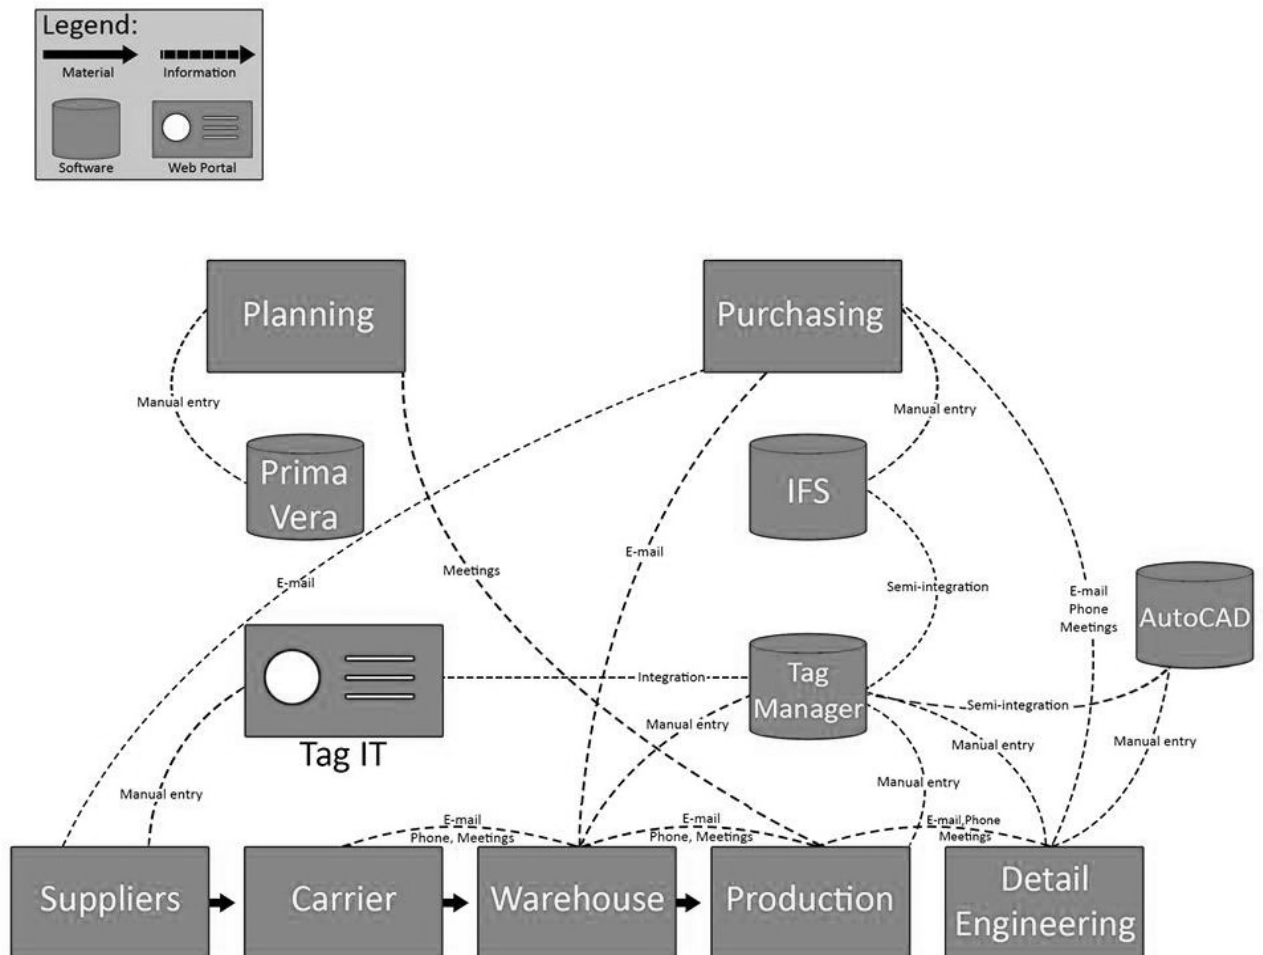 Legend:
Material
Information
Software
Web Portal
Planning
Purchasing
Manual entry
Manual entry
Prima
Vera
IFS
E-mail
Meetings
E-mail
Semi-integration
E-mail
Phone
Meetings
AutoCAD
Integration
Tag
Manager
Semi-integration
Manual entry
Manual entry
Manual entry
Tag IT
Manual entry
Manual entry
E-mail
Phone, Meetings
E-mail
Phone, Meetings
E-mail,Phone
Meetings
Suppliers
Carrier
Warehouse
Production
Detail
Engineering